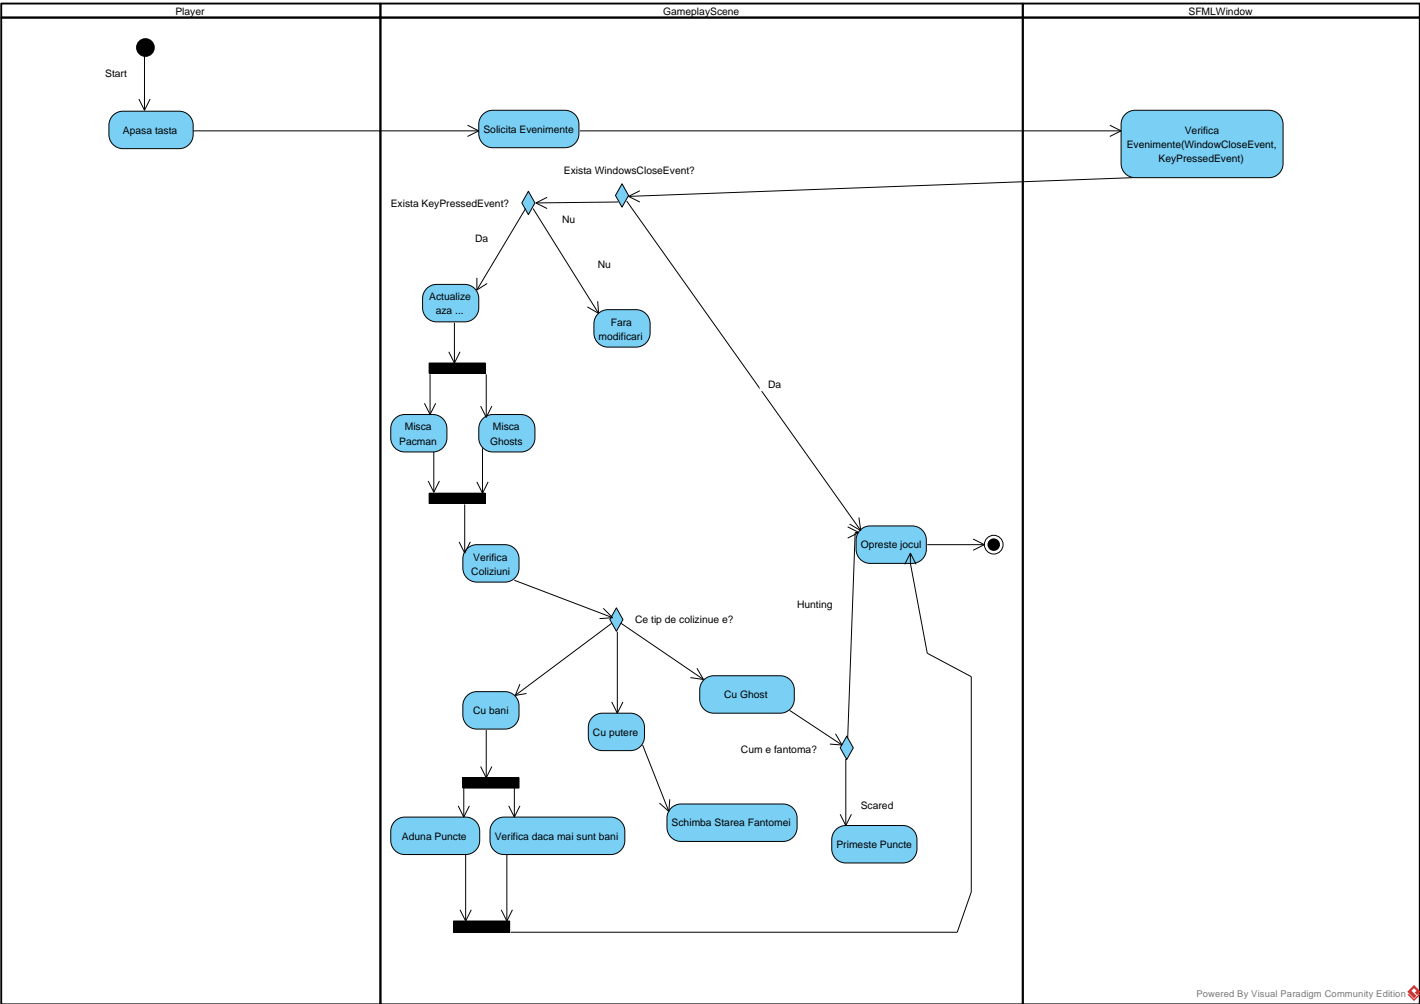 Player
GameplayScene
SFMLWindow
Start
Apasa tasta
Solicita Evenimente
Verifica
Evenimente(WindowCloseEvent,
KeyPressedEvent)
Exista WindowsCloseEvent?
Exista KeyPressedEvent?
Nu
Da
Nu
Actualize
aza ...
Fara
modificari
Da
Misca
Pacman
Misca
Ghosts
Opreste jocul
Verifica
Coliziuni
Hunting
Ce tip de colizinue e?
Cu Ghost
Cu bani
Cu putere
Cum e fantoma?
Scared
Schimba Starea Fantomei
Aduna Puncte
Verifica daca mai sunt bani
Primeste Puncte
Powered By Visual Paradigm Community Edition